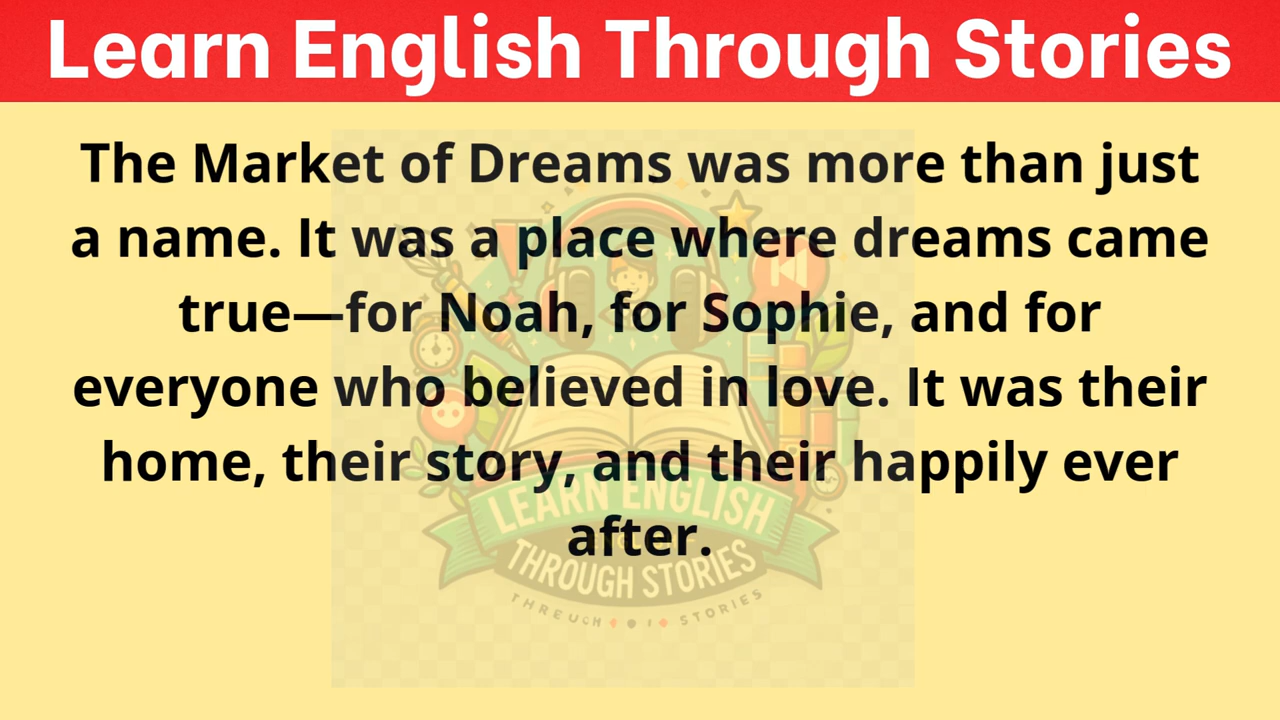 Learn English Through Stories
The Market of Dreams was more than just
a name. It was a place where dreams came
true—for Noah, for Sophie, and for
everyone who believed in love. It was their
home, their story, and their happily ever
after.
LEARN ENGLISH
THROUGH STORIES
THREUCH
STORIES